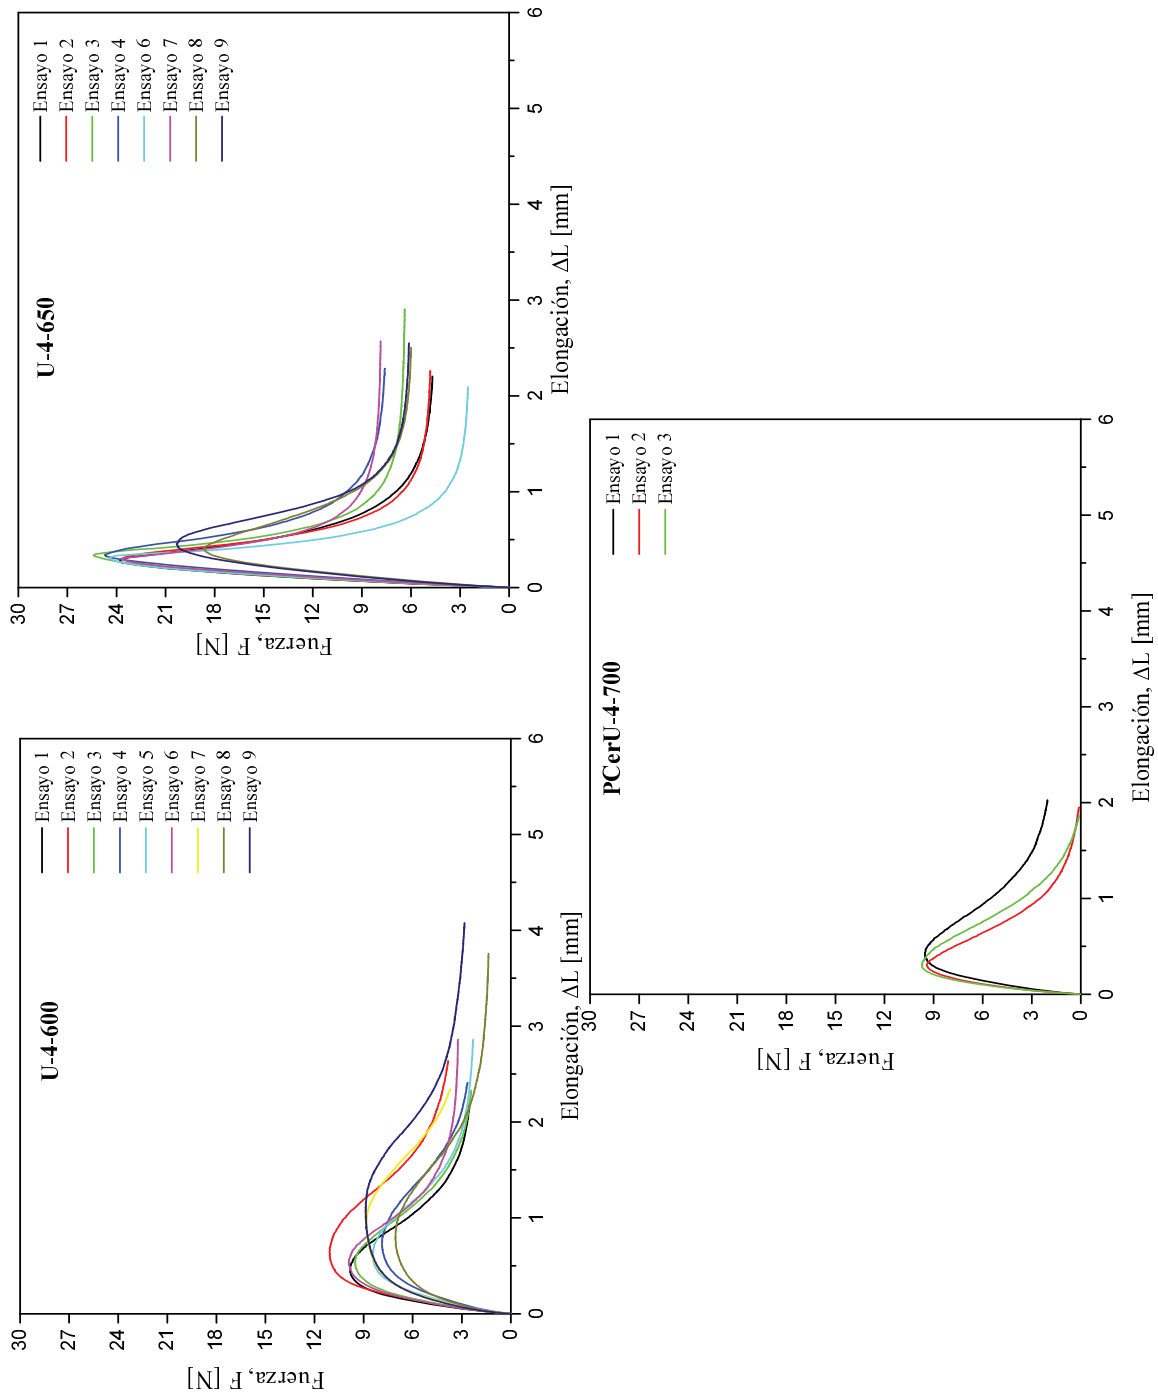 U-4-600
Ensayo 1
Ensayo 2
Ensayo 3
Ensayo 4
Ensayo 5
Ensayo 6
Ensayo 7
Ensayo 8
Ensayo 9
30
27
24
21
18
15
12
9
6
3
0
Fuerza, F [N]
0
1
2
3
4
5
6
Elongación, ΔL [mm]
U-4-650
Ensayo 1
Ensayo 2
Ensayo 3
Ensayo 4
Ensayo 6
Ensayo 7
Ensayo 8
Ensayo 9
30
27
24
21
18
15
12
9
6
3
0
Fuerza, F [N]
0
1
2
3
4
5
6
Elongación, ΔL [mm]
PCerU-4-700
Ensayo 1
Ensayo 2
Ensayo 3
30
27
24
21
18
15
12
9
6
3
0
Fuerza, F [N]
0
1
2
3
4
5
6
Elongación, ΔL [mm]